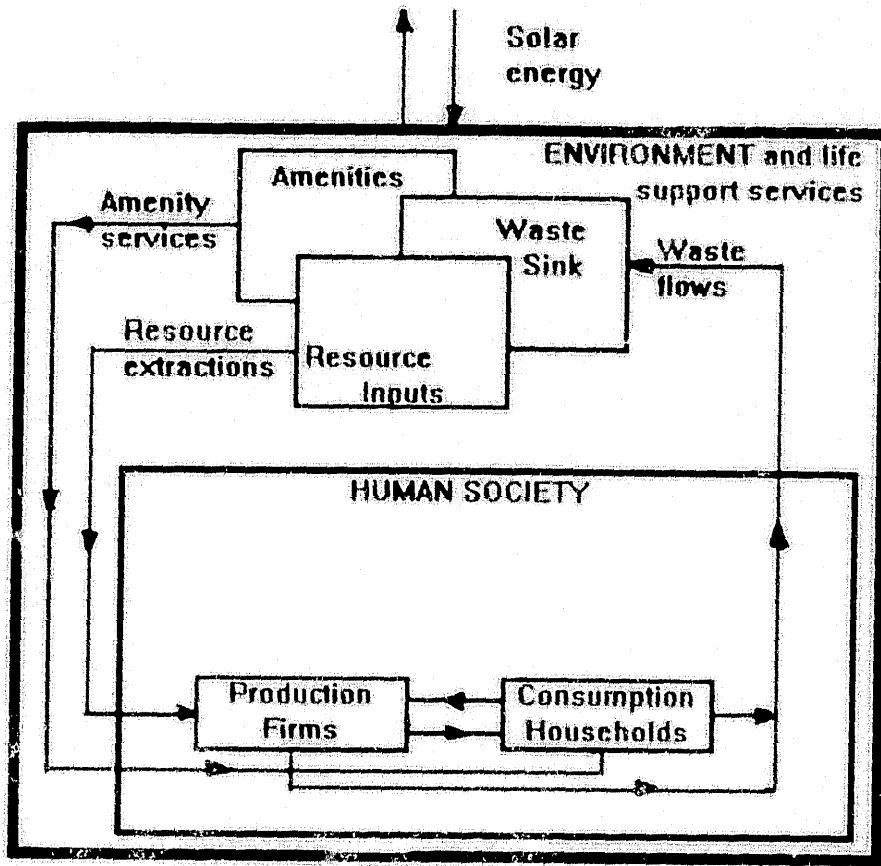 Solar
energy
ENVIRONMENT and life
support services
Amenities
Amenity
services
Waste
Sink
Waste
flows
Resource
extractions
Resource
Inputs
HUMAN SOCIETY
Production
Firms
Consumption
Households